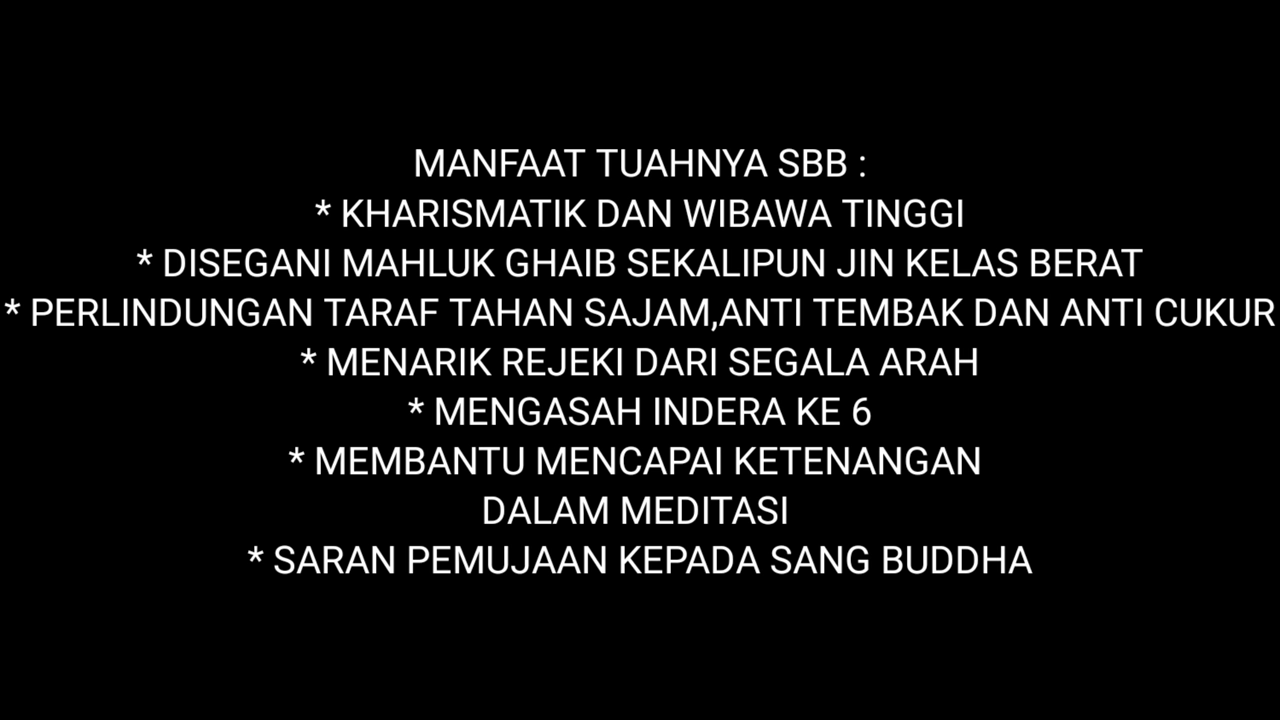 MANFAAT TUAHNYA SBB :
* KHARISMATIK DAN WIBAWA TINGGI
* DISEGANI MAHLUK GHAIB SEKALIPUN JIN KELAS BERAT
* PERLINDUNGAN TARAF TAHAN SAJAM,ANTI TEMBAK DAN ANTI CUKUR
* MENARIK REJEKI DARI SEGALA ARAH
* MENGASAH INDERA KE 6
* MEMBANTU MENCAPAI KETENANGAN
DALAM MEDITASI
* SARAN PEMUJAAN KEPADA SANG BUDDHA